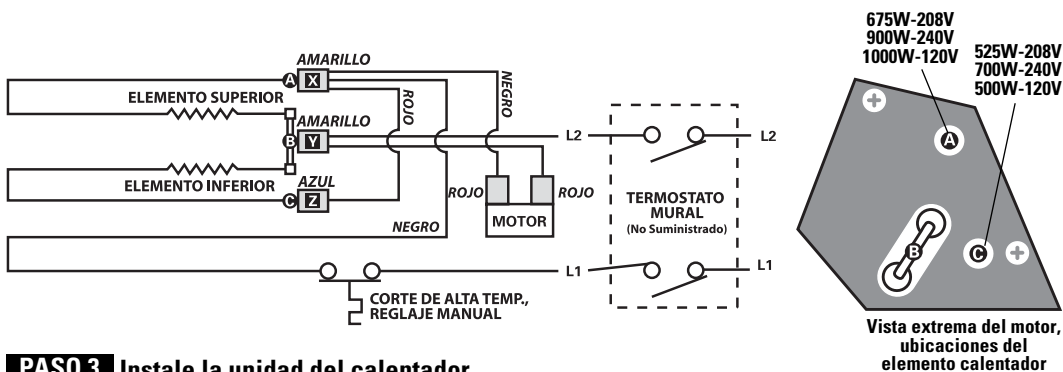 AMARILLO
A X
ELEMENTO SUPERIOR
NEGRO
ROJO
AMARILLO
B Y
ELEMENTO INFERIOR
AZUL
C Z
NEGRO
ROJO
ROJO
MOTOR
L2
L2
TERMOSTATO
MURAL
(No Suministrado)
L1
L1
CORTE DE ALTA TEMP.,
REGLAJE MANUAL
675W-208V
900W-240V
1000W-120V
525W-208V
700W-240V
500W-120V
A
B
C
Vista extrema del motor,
ubicaciones del
elemento calentador
PASO 3 Instale la unidad del calentador